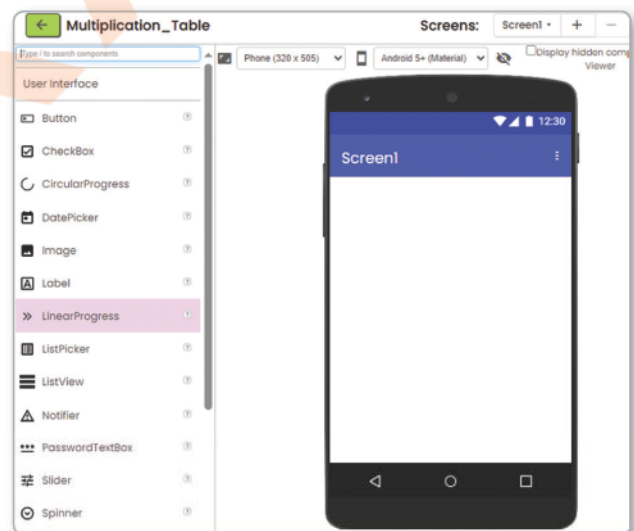 Multiplication_Table
Screens:
Screen1
Type / to search components
Phone (320 x 505)
Android 5+ (Material)
Display hidden comp
Viewer
User Interface
Button
CheckBox
CircularProgress
DatePicker
Image
Label
LinearProgress
ListPicker
ListView
Notifier
PasswordTextBox
Slider
Spinner
12:30
Screen1